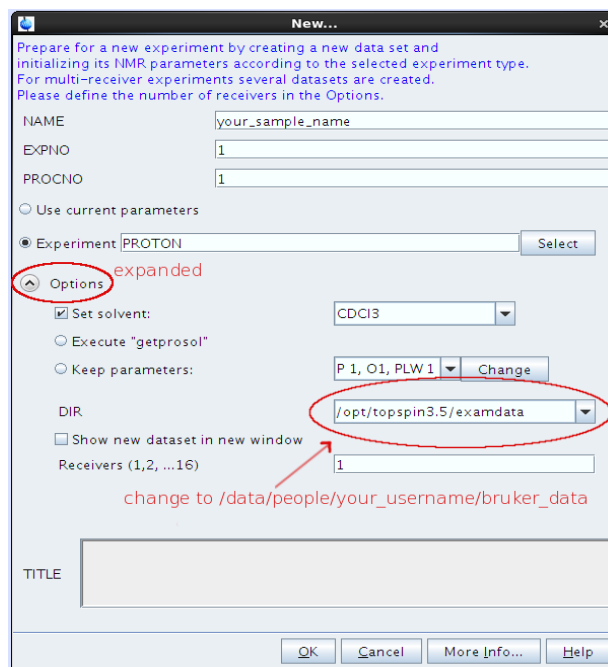 New...
Prepare for a new experiment by creating a new data set and
initializing its NMR parameters according to the selected experiment type.
For multi-receiver experiments several datasets are created.
Please define the number of receivers in the Options.
NAME your_sample_name
EXPNO 1
PROCNO 1
Use current parameters
Experiment PROTON Select
expanded
Options
Set solvent: CDCl3
Execute "getprosol"
Keep parameters: P 1, O1, PLW 1 Change
DIR /opt/topspin3.5/examdata
Show new dataset in new window
Receivers (1,2, ...16) 1
change to /data/people/your_username/bruker_data
TITLE
OK Cancel More Info... Help